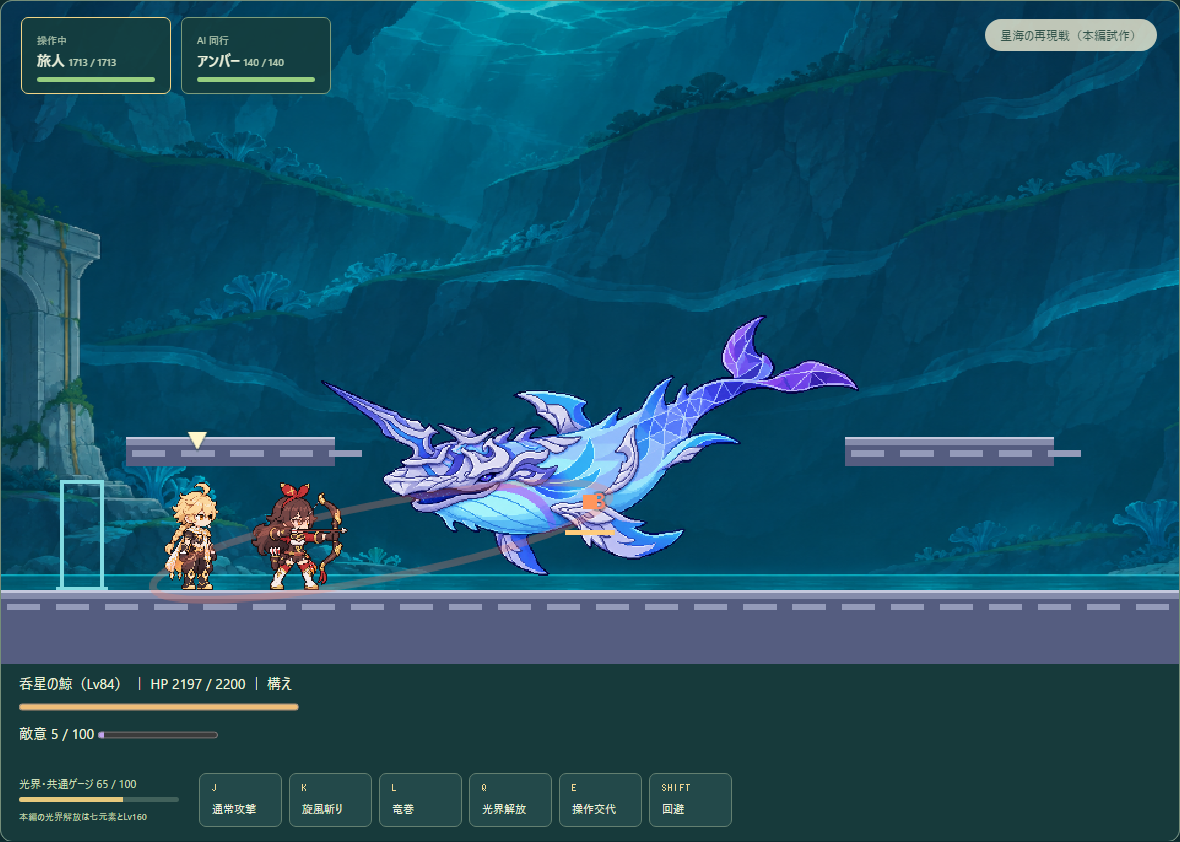 操作中
旅人 1713 / 1713
AI 同行
アンバー 140 / 140
星海の再現戦（本編試作）
呑星の鯨（Lv84） | HP 2197 / 2200 | 構え
敵意 5 / 100
光界・共通ゲージ 65 / 100
本編の光界解放は七元素とLv160
J
通常攻撃
K
旋風斬り
L
竜巻
Q
光界解放
E
操作交代
SHIFT
回避